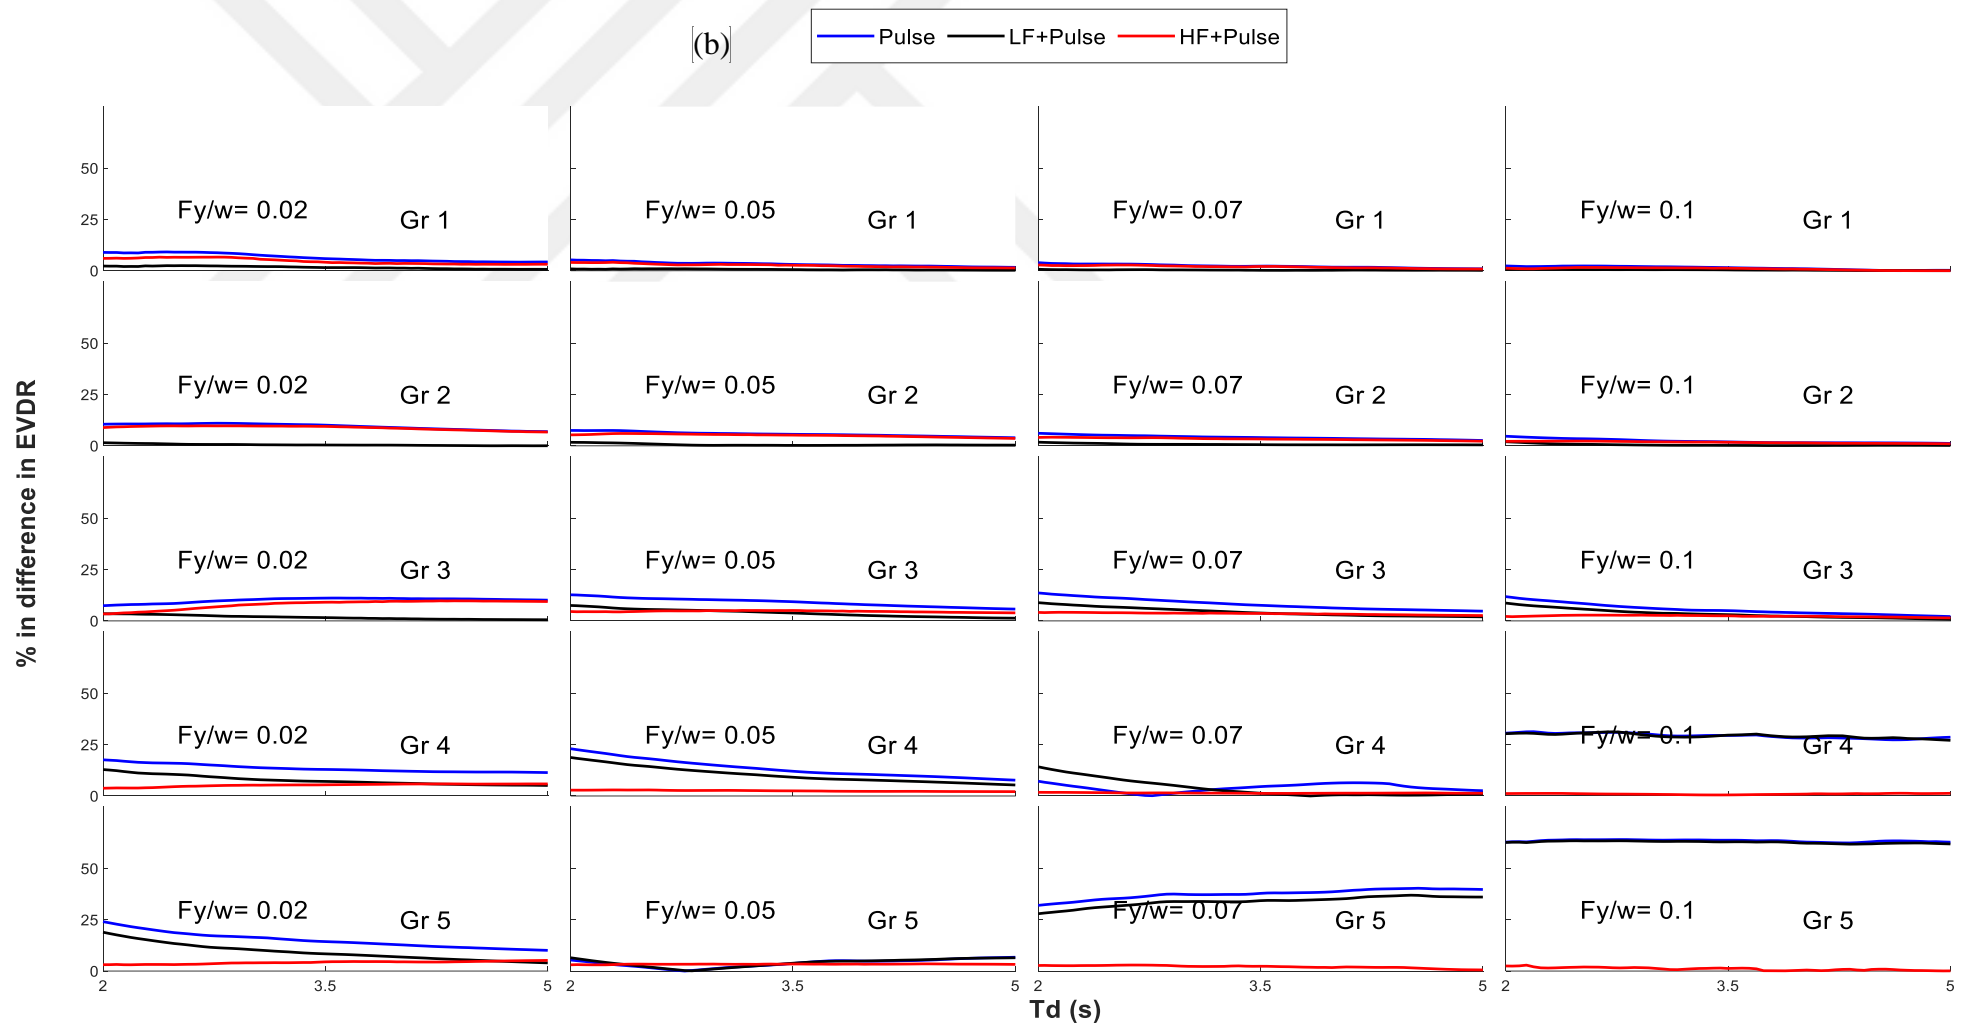 (b)
Pulse LF+Pulse HF+Pulse
% in difference in EVDR
50
25
0
Fy/w= 0.02 Gr 1
Fy/w= 0.05 Gr 1
Fy/w= 0.07 Gr 1
Fy/w= 0.1 Gr 1
50
25
0
Fy/w= 0.02 Gr 2
Fy/w= 0.05 Gr 2
Fy/w= 0.07 Gr 2
Fy/w= 0.1 Gr 2
50
25
0
Fy/w= 0.02 Gr 3
Fy/w= 0.05 Gr 3
Fy/w= 0.07 Gr 3
Fy/w= 0.1 Gr 3
50
25
0
Fy/w= 0.02 Gr 4
Fy/w= 0.05 Gr 4
Fy/w= 0.07 Gr 4
Fy/w= 0.1 Gr 4
50
25
0
Fy/w= 0.02 Gr 5
Fy/w= 0.05 Gr 5
Fy/w= 0.07 Gr 5
Fy/w= 0.1 Gr 5
2 3.5 5 2 3.5 5 2 3.5 5 2 3.5 5
Td (s)